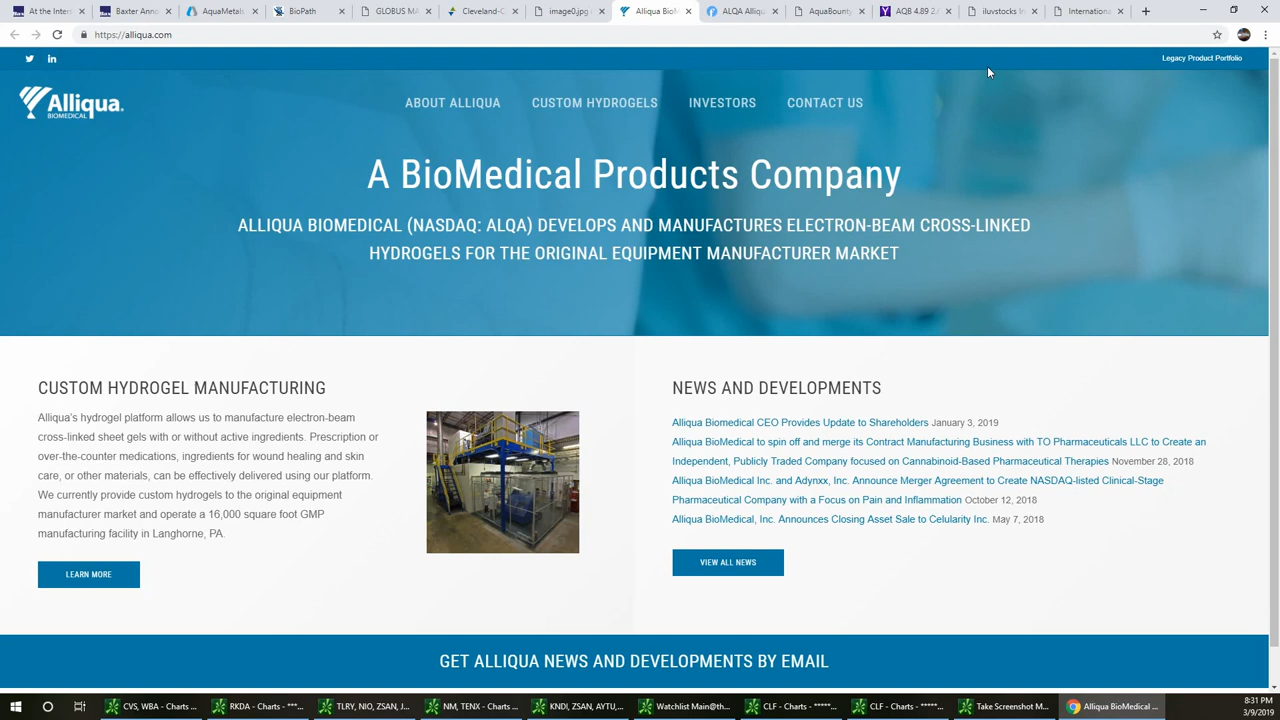 At the Inte
Baxter Anno
AquaMetals
BioPath
GLOBUS MA
Cleveland-C
image0.jpg
Alliqua Bio
ALQA Alliqu
AquaBounty
AQB 4.89 2.
iluvstocks In
Internationa
https://alliqua.com
Legacy Product Portfolio
Alliqua
BIOMEDICAL
ABOUT ALLIQUA
CUSTOM HYDROGELS
INVESTORS
CONTACT US
A BioMedical Products Company
ALLIQUA BIOMEDICAL (NASDAQ: ALQA) DEVELOPS AND MANUFACTURES ELECTRON-BEAM CROSS-LINKED
HYDROGELS FOR THE ORIGINAL EQUIPMENT MANUFACTURER MARKET
CUSTOM HYDROGEL MANUFACTURING
Alliqua's hydrogel platform allows us to manufacture electron-beam
cross-linked sheet gels with or without active ingredients. Prescription or
over-the-counter medications, ingredients for wound healing and skin
care, or other materials, can be effectively delivered using our platform.
We currently provide custom hydrogels to the original equipment
manufacturer market and operate a 16,000 square foot GMP
manufacturing facility in Langhorne, PA.
LEARN MORE
NEWS AND DEVELOPMENTS
Alliqua Biomedical CEO Provides Update to Shareholders January 3, 2019
Alliqua BioMedical to spin off and merge its Contract Manufacturing Business with TO Pharmaceuticals LLC to Create an
Independent, Publicly Traded Company focused on Cannabinoid-Based Pharmaceutical Therapies November 28, 2018
Alliqua BioMedical Inc. and Adynxx, Inc. Announce Merger Agreement to Create NASDAQ-listed Clinical-Stage
Pharmaceutical Company with a Focus on Pain and Inflammation October 12, 2018
Alliqua BioMedical, Inc. Announces Closing Asset Sale to Celularity Inc. May 7, 2018
VIEW ALL NEWS
GET ALLIQUA NEWS AND DEVELOPMENTS BY EMAIL
CVS, WBA - Charts ...
RKDA - Charts - ***...
TLRY, NIO, ZSAN, J...
NM, TENX - Charts ...
KNDI, ZSAN, AYTU,...
Watchlist Main@th...
CLF - Charts - *****...
CLF - Charts - *****...
Take Screenshot M...
Alliqua BioMedical ...
8:31 PM
3/9/2019